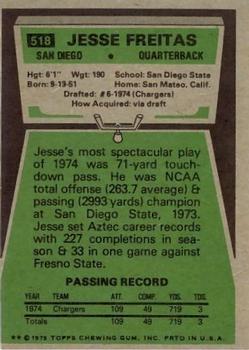 518 JESSE FREITAS
SAN DIEGO • QUARTERBACK
Hgt: 6'1" Wgt: 190 School: San Diego State
Born: 9-19-51 Home: San Mateo, Calif.
Drafted: #6-1974 (Chargers)
How Acquired: via draft
Jesse's most spectacular play
of 1974 was 71-yard touch-
down pass. He was NCAA
total offense (263.7 average) &
passing (2993 yards) champion
at San Diego State, 1973.
Jesse set Aztec career records
with 227 completions in sea-
son & 33 in one game against
Fresno State.
PASSING RECORD
YEAR TEAM ATT. COMP. YDS. TD
1974 Chargers 109 49 719 3
Totals 109 49 719 3
** © 1975 TOPPS CHEWING GUM, INC. PRTD IN U.S.A.